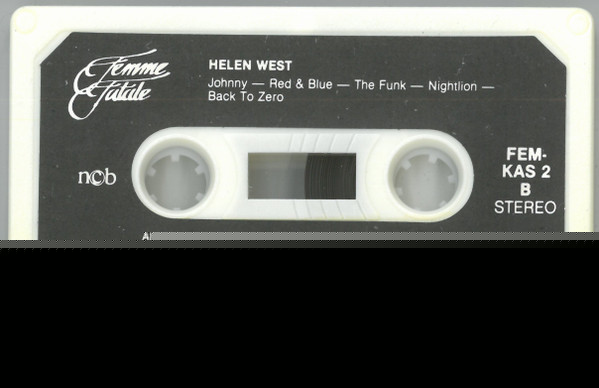 Femme
Fatale
HELEN WEST
Johnny — Red & Blue — The Funk — Nightlion —
Back To Zero
ncb
FEM-
KAS 2
B
STEREO